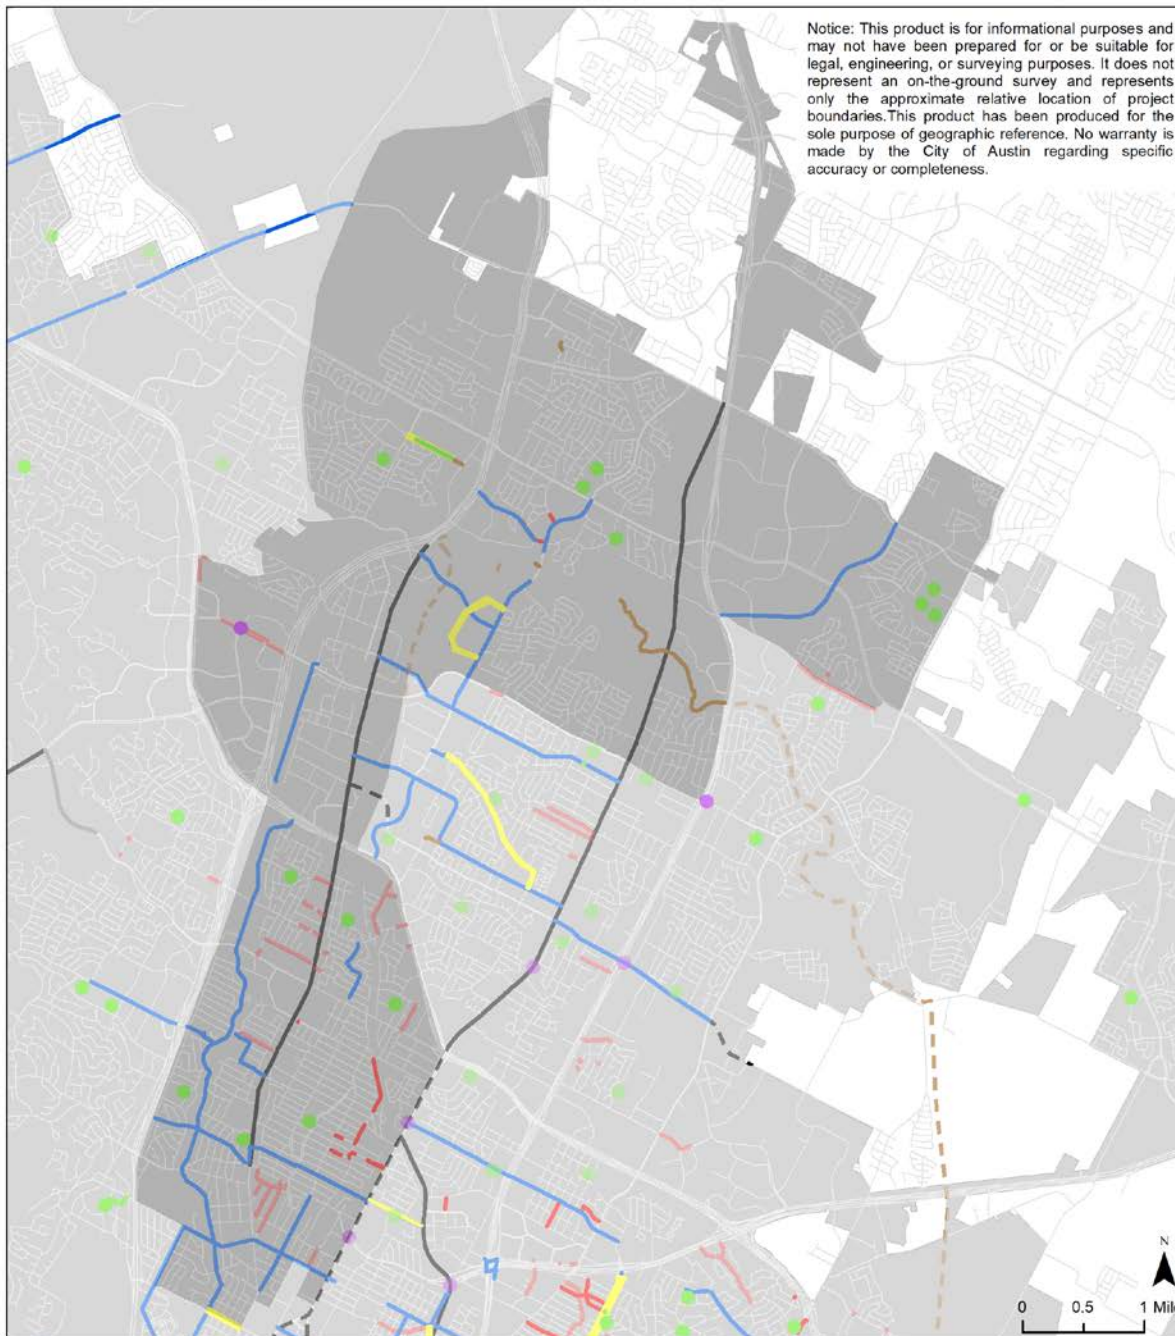 Notice: This product is for informational purposes and
may not have been prepared for or be suitable for
legal, engineering, or surveying purposes. It does not
represent an on-the-ground survey and represents
only the approximate relative location of project
boundaries.This product has been produced for the
sole purpose of geographic reference. No warranty is
made by the City of Austin regarding specific
accuracy or completeness.
N
0 0.5 1 Mile